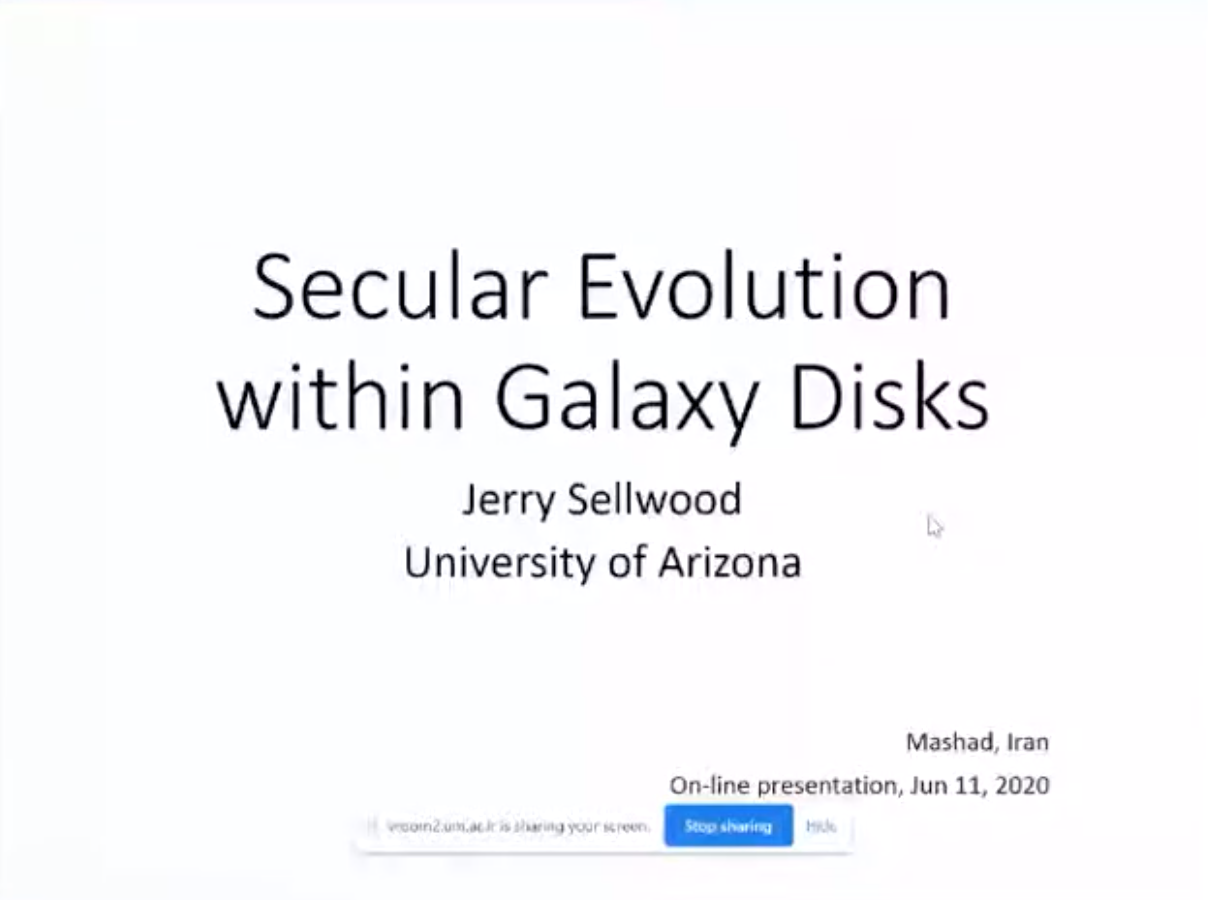 Secular Evolution
within Galaxy Disks
Jerry Sellwood
University of Arizona
Mashad, Iran
On-line presentation, Jun 11, 2020
vroom2.um.ac.ir is sharing your screen. Stop sharing Hide